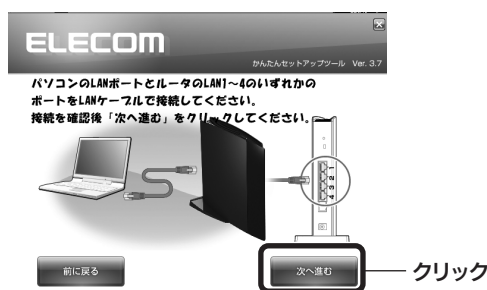 ELECOM
かんたんセットアップツール Ver. 3.7
パソコンのLANポートとルータのLAN1～4のいずれかの
ポートをLANケーブルで接続してください。
接続を確認後「次へ進む」をクリックしてください。
1
2
3
4
前に戻る
次へ進む
クリック